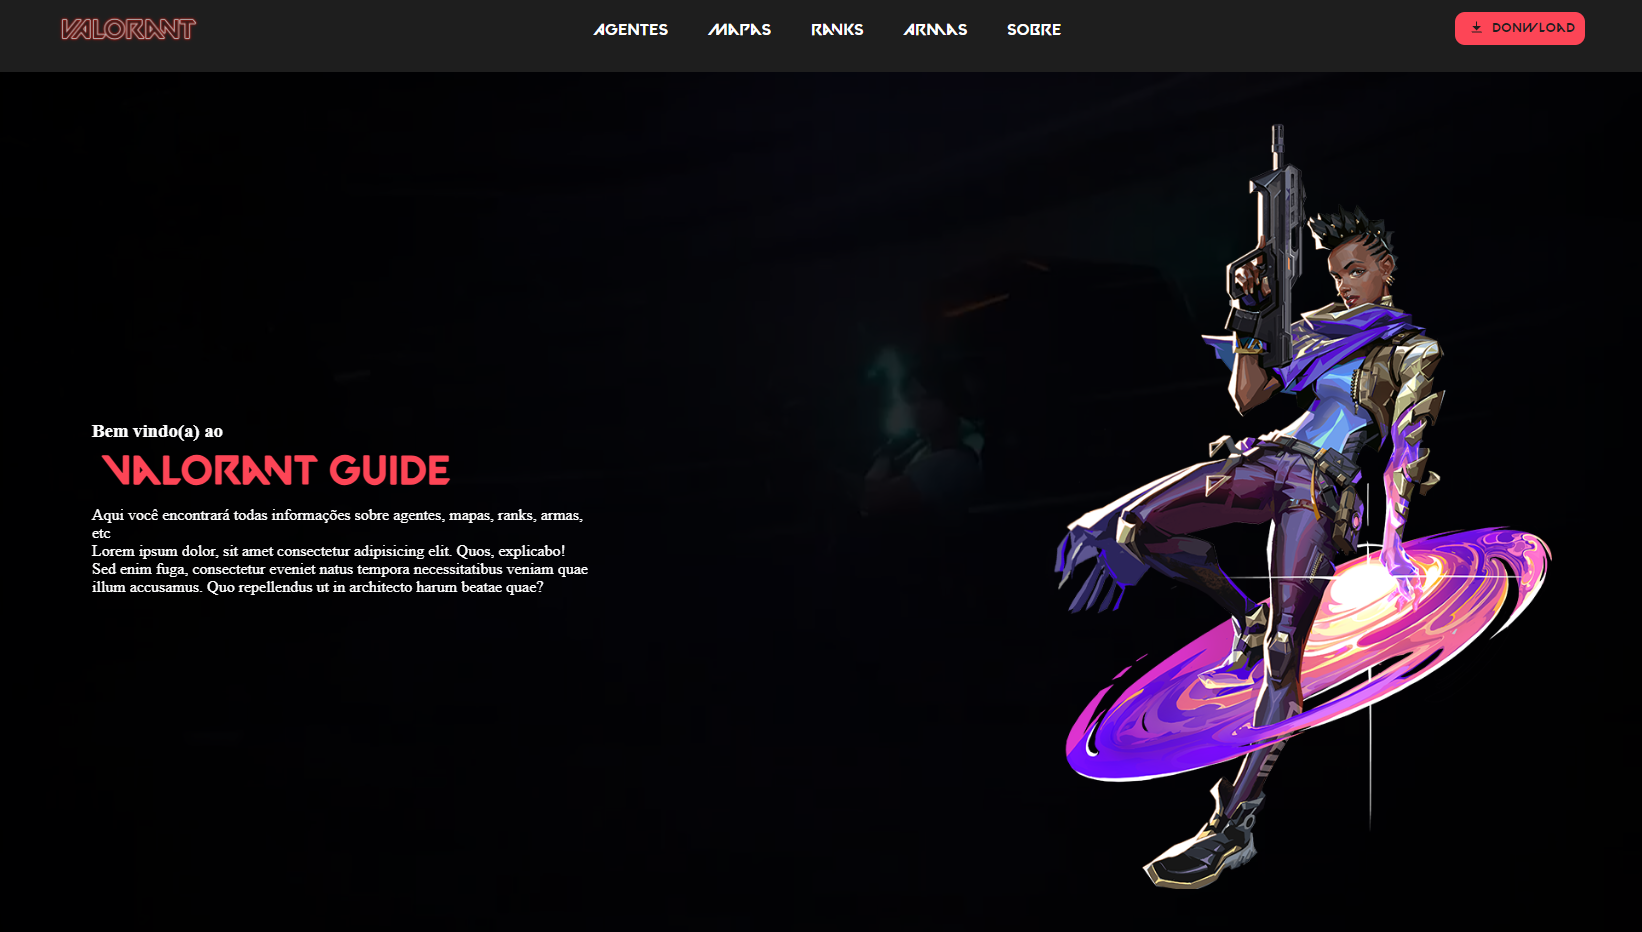 VALORANT
AGENTES MAPAS RANKS ARMAS SOBRE
DONWLOAD
Bem vindo(a) ao
VALORANT GUIDE
Aqui você encontrará todas informações sobre agentes, mapas, ranks, armas,
etc
Lorem ipsum dolor, sit amet consectetur adipisicing elit. Quos, explicabo!
Sed enim fuga, consectetur eveniet natus tempora necessitatibus veniam quae
illum accusamus. Quo repellendus ut in architecto harum beatae quae?